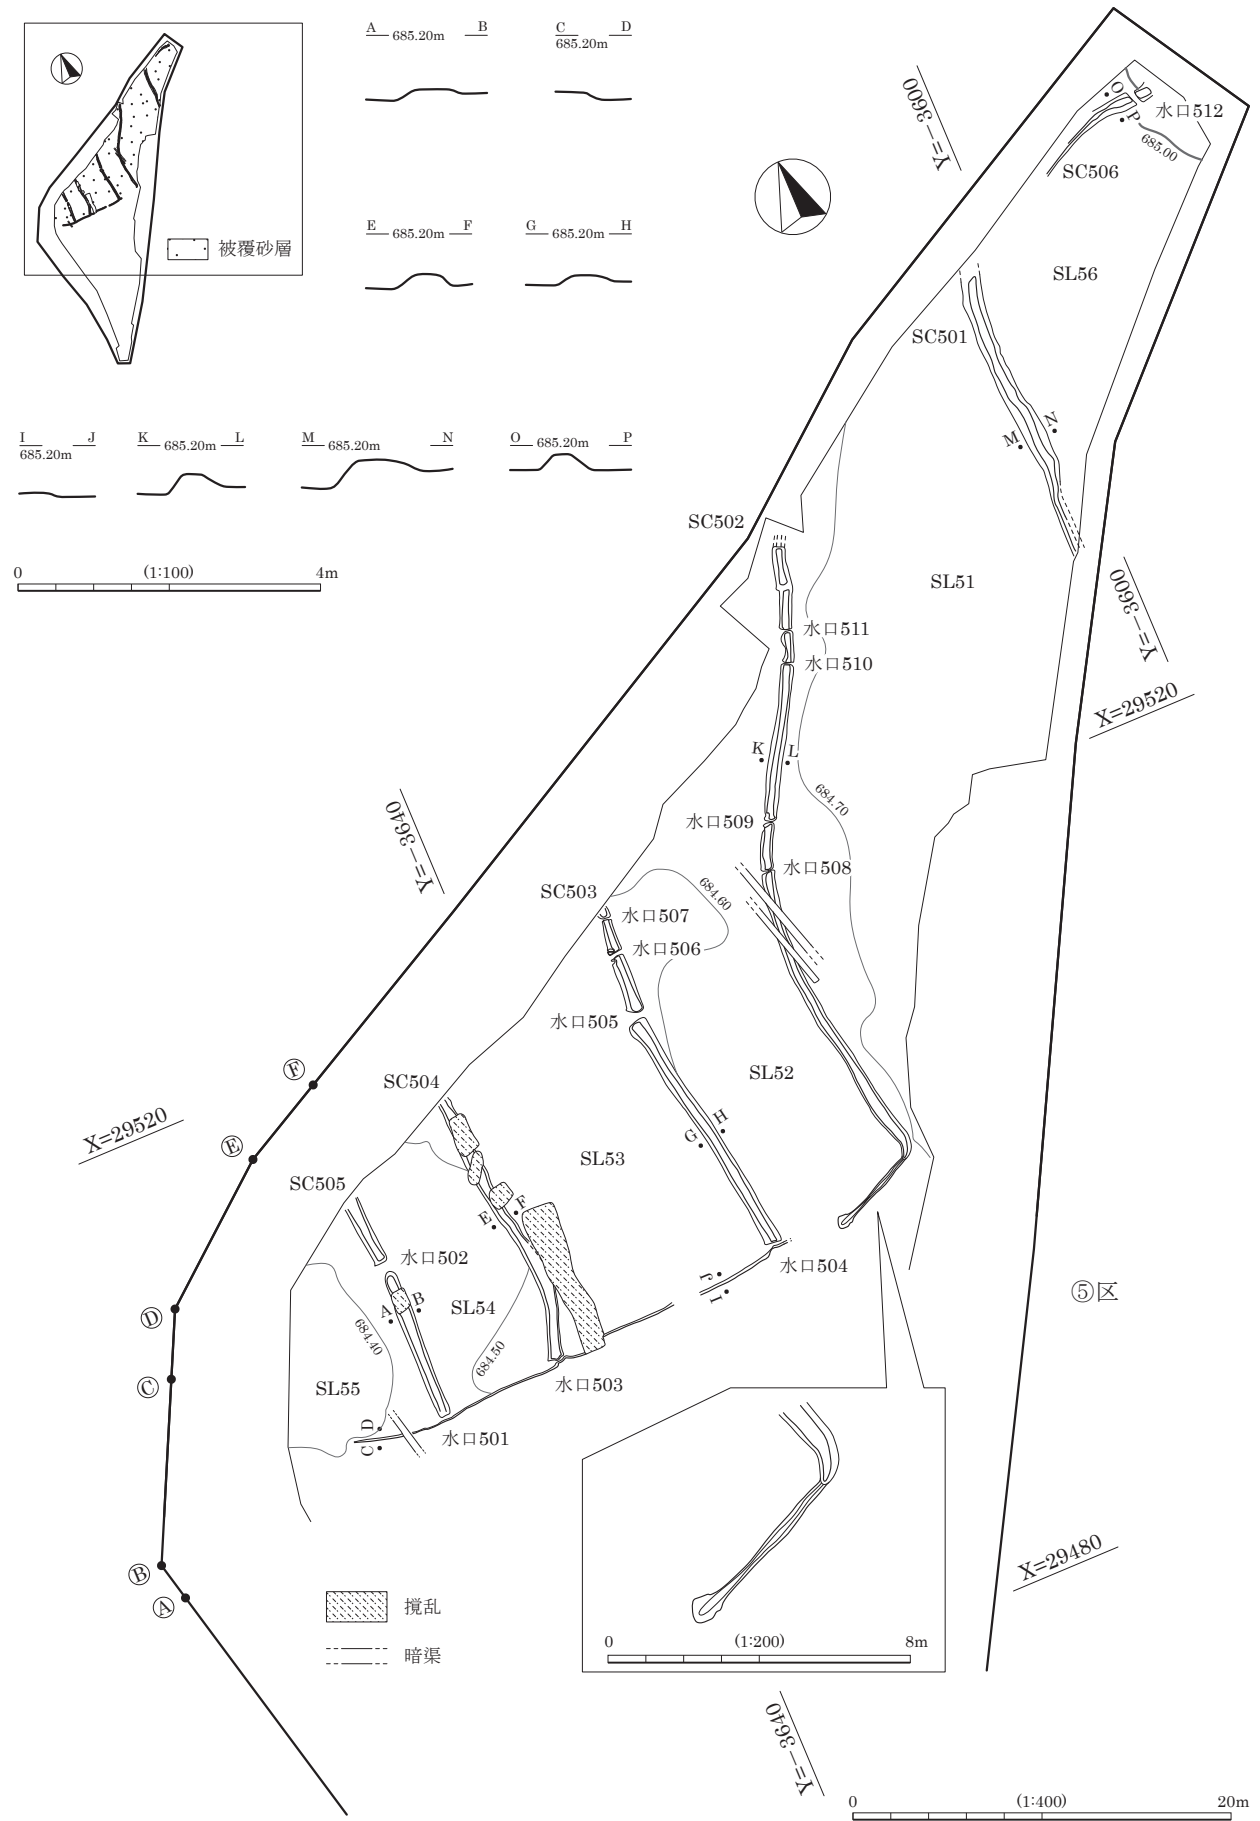 被覆砂層
A 685.20m B
C D
685.20m
E 685.20m F
G 685.20m H
I J
685.20m
K 685.20m L
M 685.20m N
O 685.20m P
0 (1:100) 4m
Y=-3600
O
P
水口512
685.00
SC506
SL56
SC501
N
M
SC502
SL51
水口511
水口510
Y=-3600
X=29520
K
L
684.70
水口509
水口508
Y=-3640
SC503
684.60
水口507
水口506
水口505
SL52
H
G
SC504
SL53
Ⓕ
X=29520
Ⓔ
SC505
F
E
水口502
水口504
J
I
Ⓓ
A
B
SL54
684.40
684.50
⑤区
Ⓒ
SL55
水口503
D
C
水口501
Ⓑ
Ⓐ
X=29480
撹乱
暗渠
0 (1:200) 8m
Y=-3640
0 (1:400) 20m